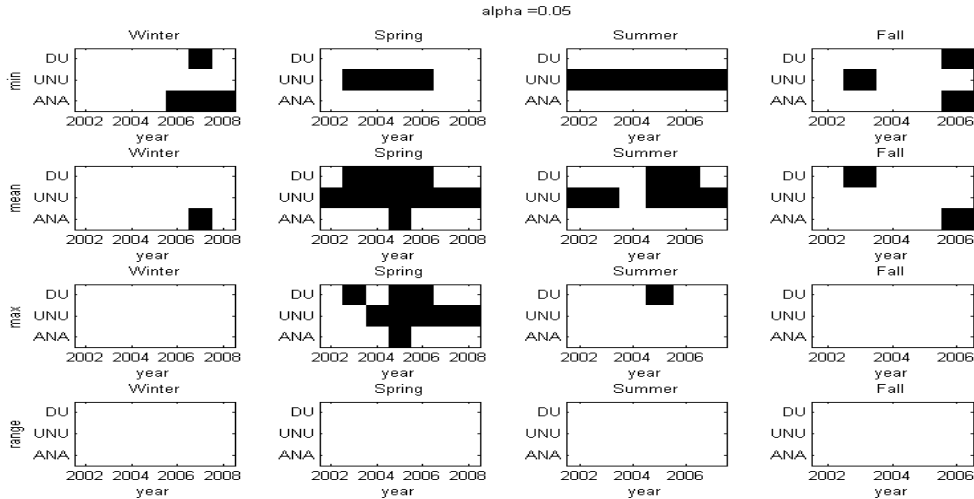 alpha =0.05
Winter
Spring
Summer
Fall
min
DU
UNU
ANA
2002 2004 2006 2008
year
DU
UNU
ANA
2002 2004 2006 2008
year
DU
UNU
ANA
2002 2004 2006
year
DU
UNU
ANA
2002 2004 2006
year
Winter
Spring
Summer
Fall
mean
DU
UNU
ANA
2002 2004 2006 2008
year
DU
UNU
ANA
2002 2004 2006 2008
year
DU
UNU
ANA
2002 2004 2006
year
DU
UNU
ANA
2002 2004 2006
year
Winter
Spring
Summer
Fall
max
DU
UNU
ANA
2002 2004 2006 2008
year
DU
UNU
ANA
2002 2004 2006 2008
year
DU
UNU
ANA
2002 2004 2006
year
DU
UNU
ANA
2002 2004 2006
year
Winter
Spring
Summer
Fall
range
DU
UNU
ANA
2002 2004 2006 2008
year
DU
UNU
ANA
2002 2004 2006 2008
year
DU
UNU
ANA
2002 2004 2006
year
DU
UNU
ANA
2002 2004 2006
year